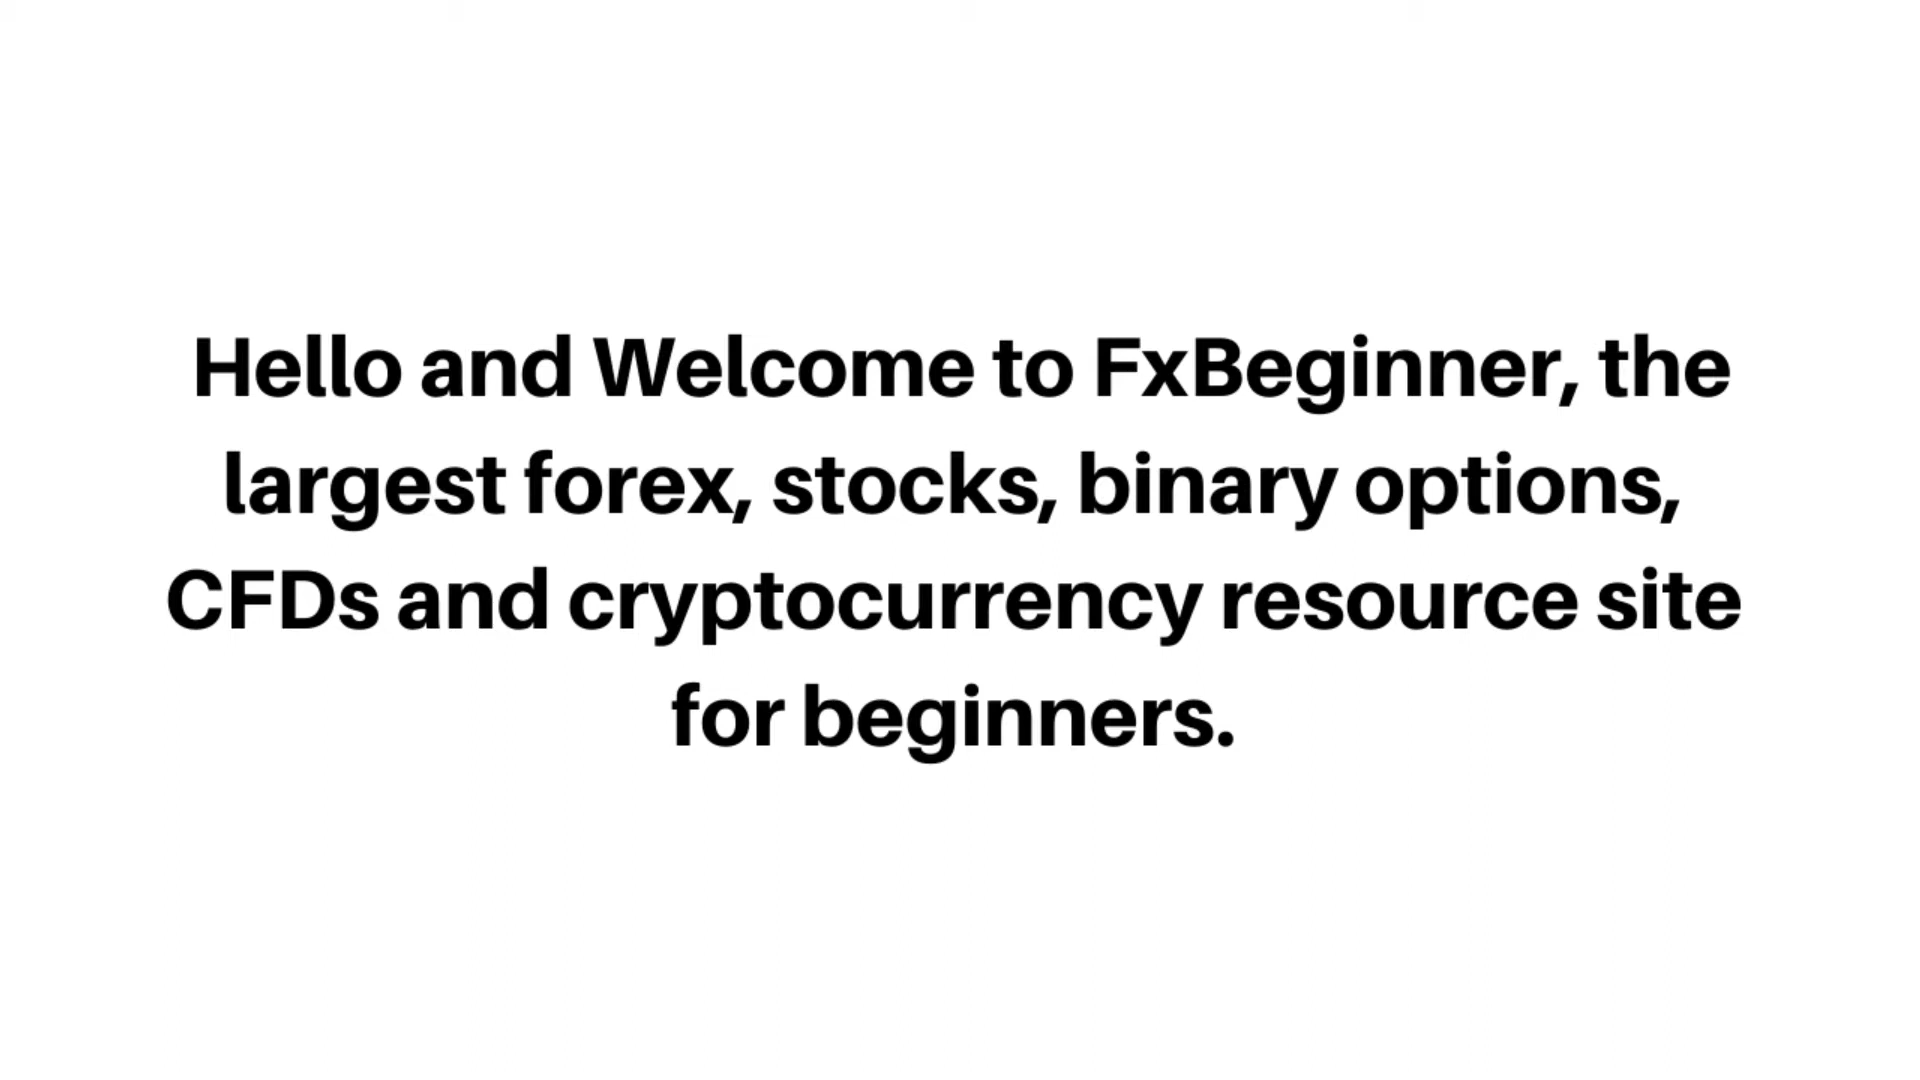 Hello and Welcome to FxBeginner, the
largest forex, stocks, binary options,
CFDs and cryptocurrency resource site
for beginners.